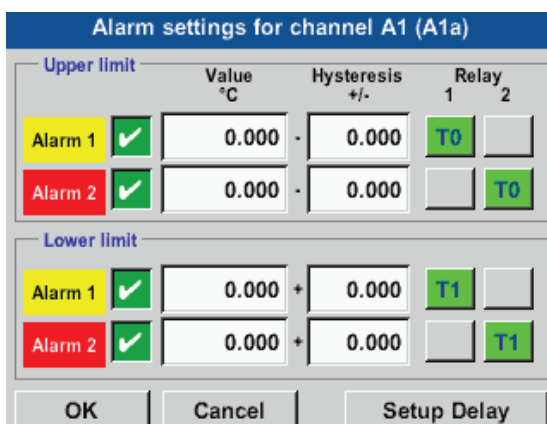 Alarm settings for channel A1 (A1a)
Upper limit
Value Hysteresis Relay
°C +/- 1 2
Alarm 1 0.000 - 0.000 T0
Alarm 2 0.000 - 0.000 T0
Lower limit
Alarm 1 0.000 + 0.000 T1
Alarm 2 0.000 + 0.000 T1
OK Cancel Setup Delay